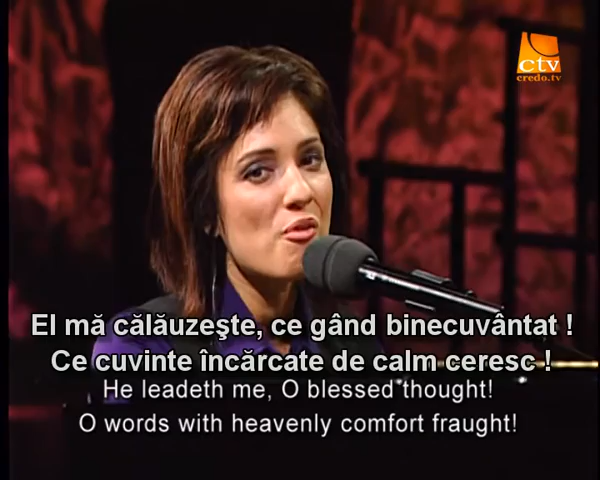 ctv
credo.tv
El mă călăuzeşte, ce gând binecuvântat !
Ce cuvinte încărcate de calm ceresc !
He leadeth me, O blessed thought!
O words with heavenly comfort fraught!